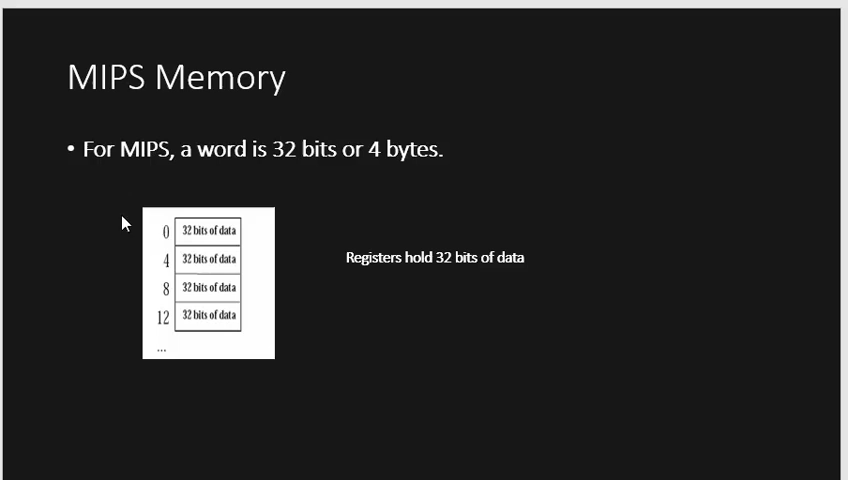 MIPS Memory
• For MIPS, a word is 32 bits or 4 bytes.
0 32 bits of data
4 32 bits of data
8 32 bits of data
12 32 bits of data
...
Registers hold 32 bits of data